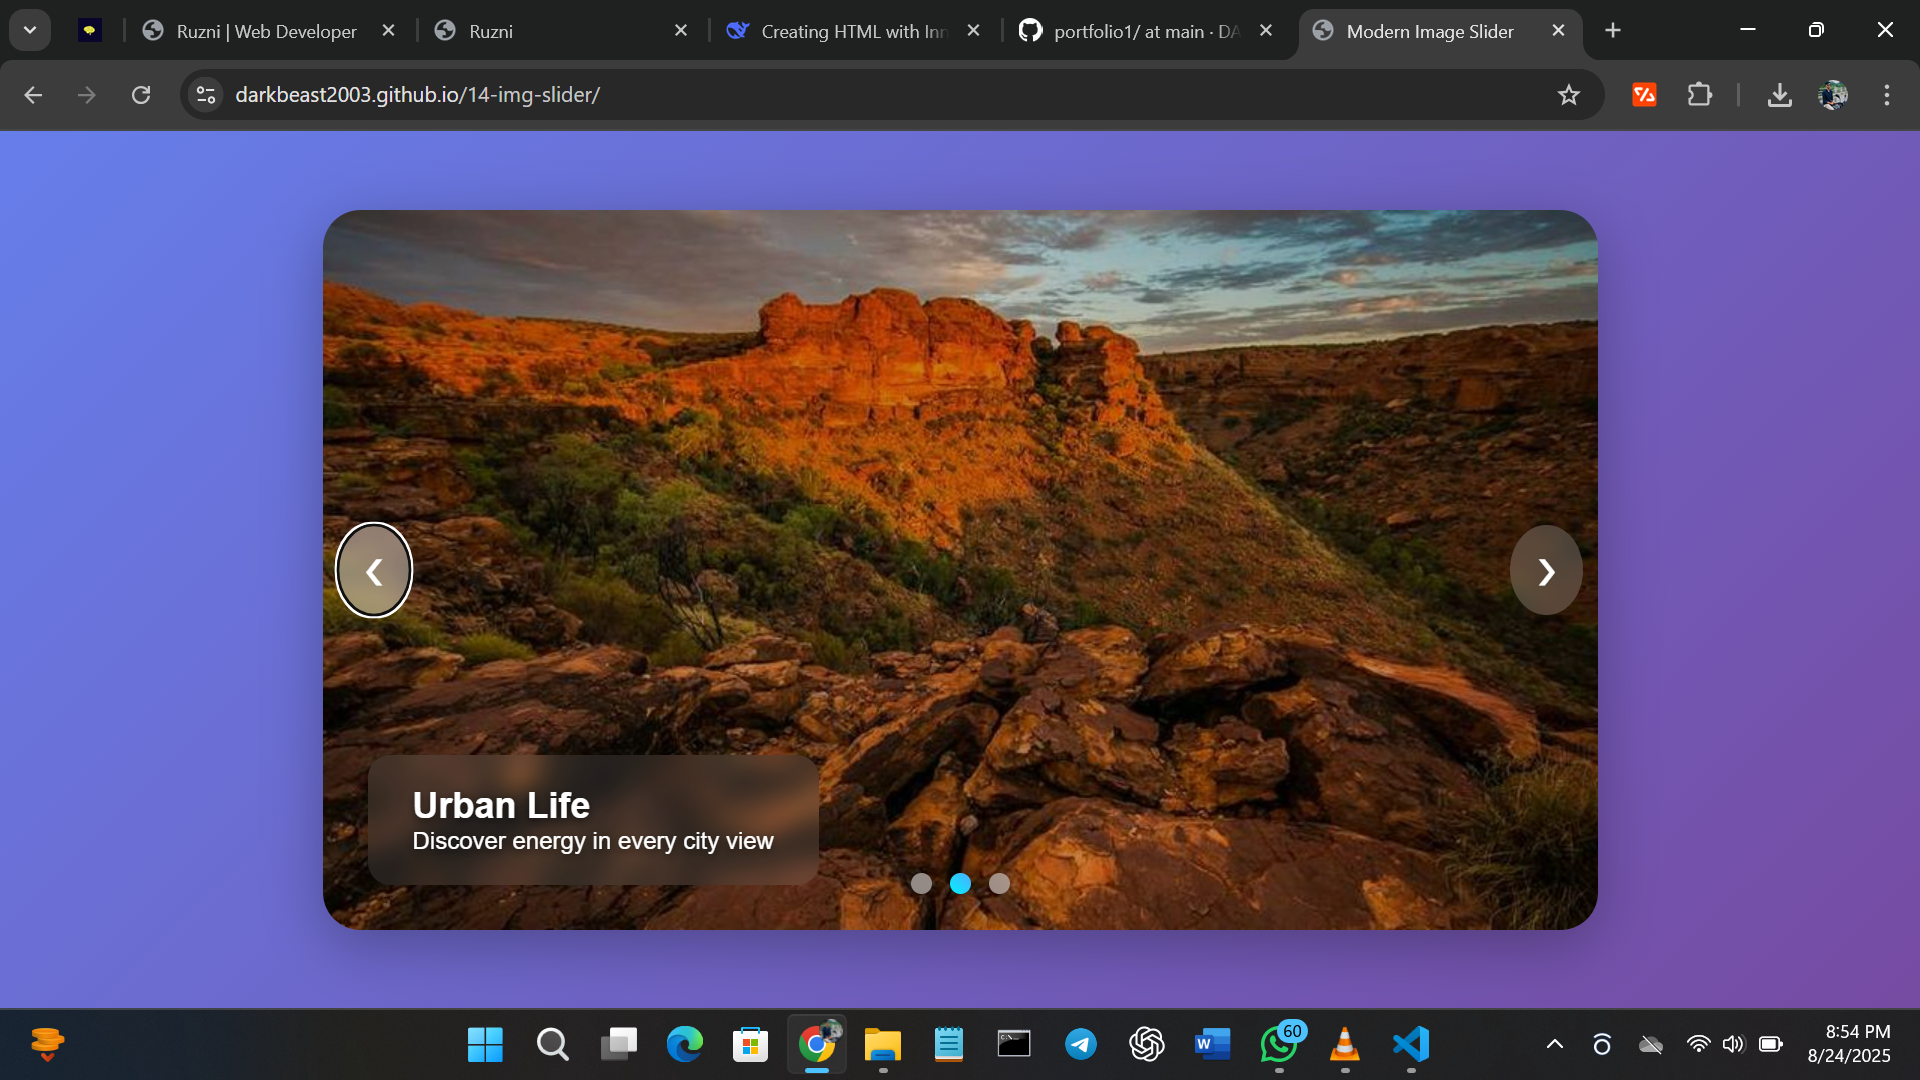 Ruzni | Web Developer
Ruzni
Creating HTML with Inn
portfolio1/ at main · DA
Modern Image Slider
darkbeast2003.github.io/14-img-slider/
❮
❯
Urban Life
Discover energy in every city view
60
8:54 PM
8/24/2025